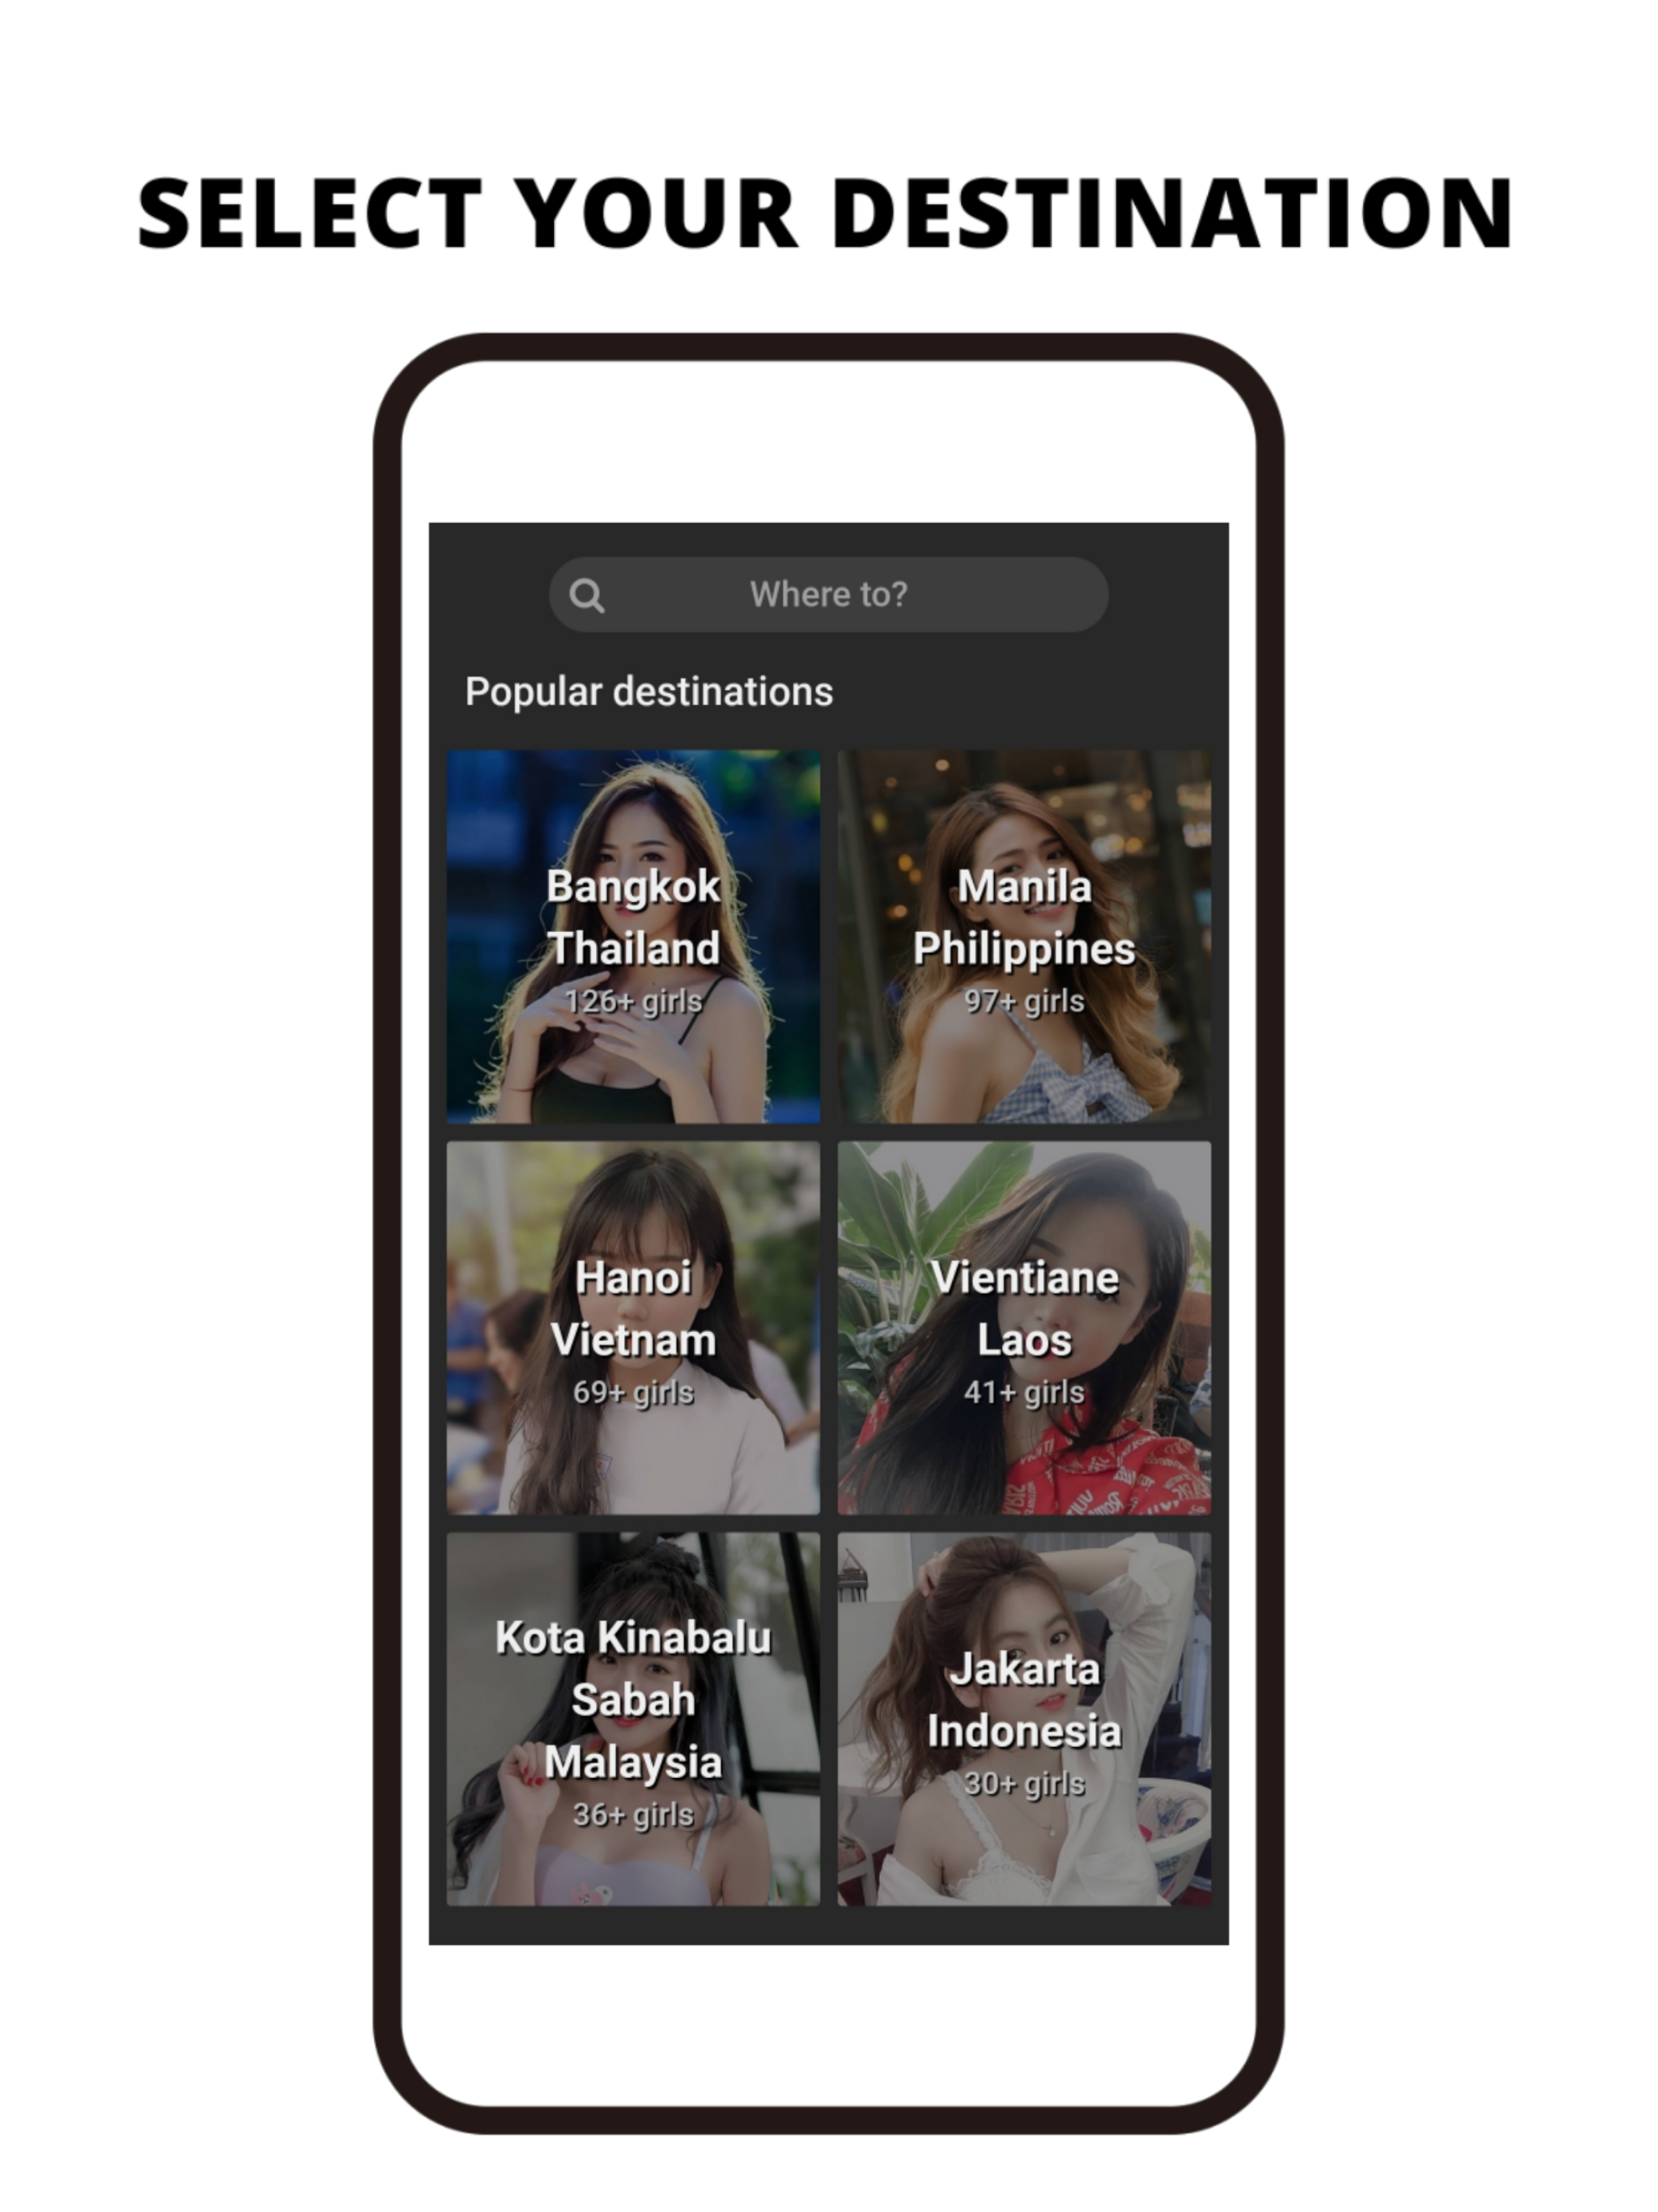 SELECT YOUR DESTINATION
Where to?
Popular destinations
Bangkok
Thailand
126+ girls
Manila
Philippines
97+ girls
Hanoi
Vietnam
69+ girls
Vientiane
Laos
41+ girls
Kota Kinabalu
Sabah
Malaysia
36+ girls
Jakarta
Indonesia
30+ girls